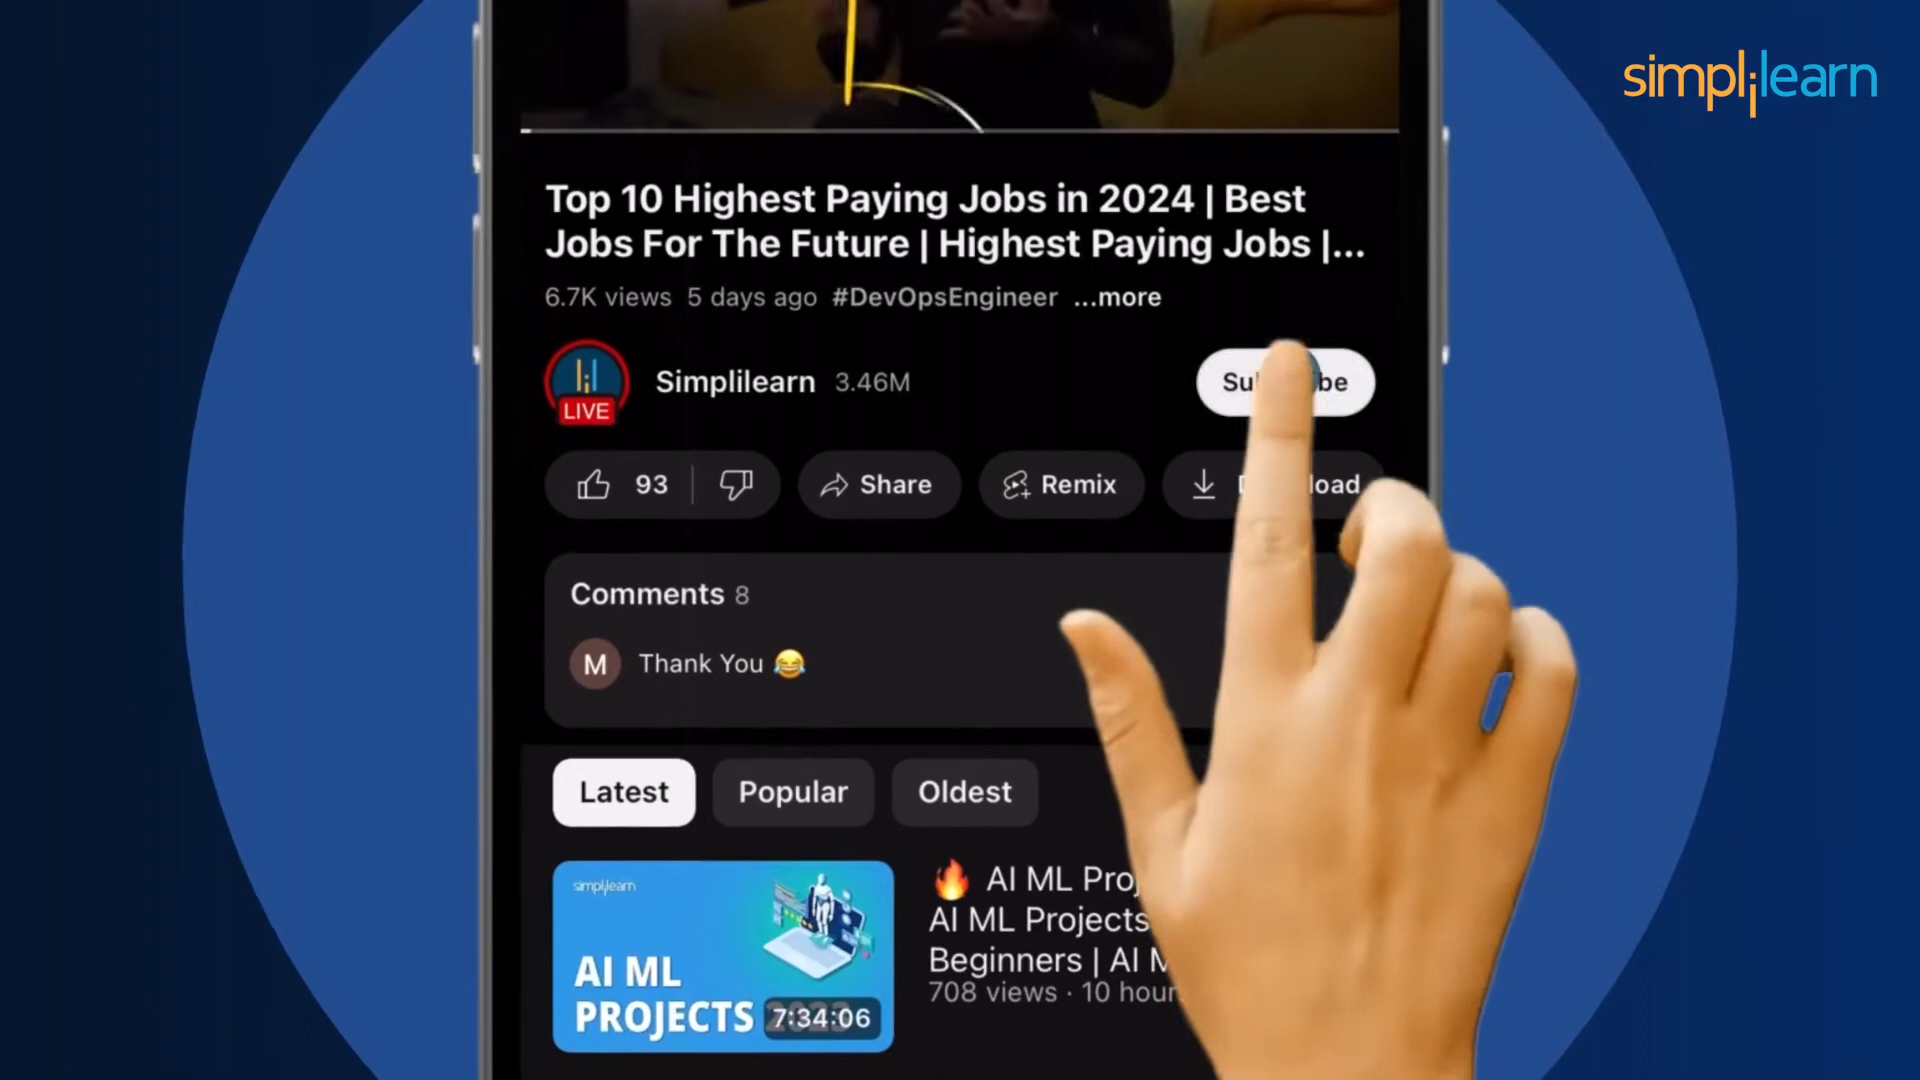 simplilearn
Top 10 Highest Paying Jobs in 2024 | Best
Jobs For The Future | Highest Paying Jobs |...
6.7K views 5 days ago #DevOpsEngineer ...more
LIVE
Simplilearn 3.46M
93
Share
Remix
Comments 8
M
Thank You 😂
Latest
Popular
Oldest
simplilearn
AI ML
PROJECTS
7:34:06
🔥 AI ML
AI ML Projects
Beginners | AI
708 views · 10